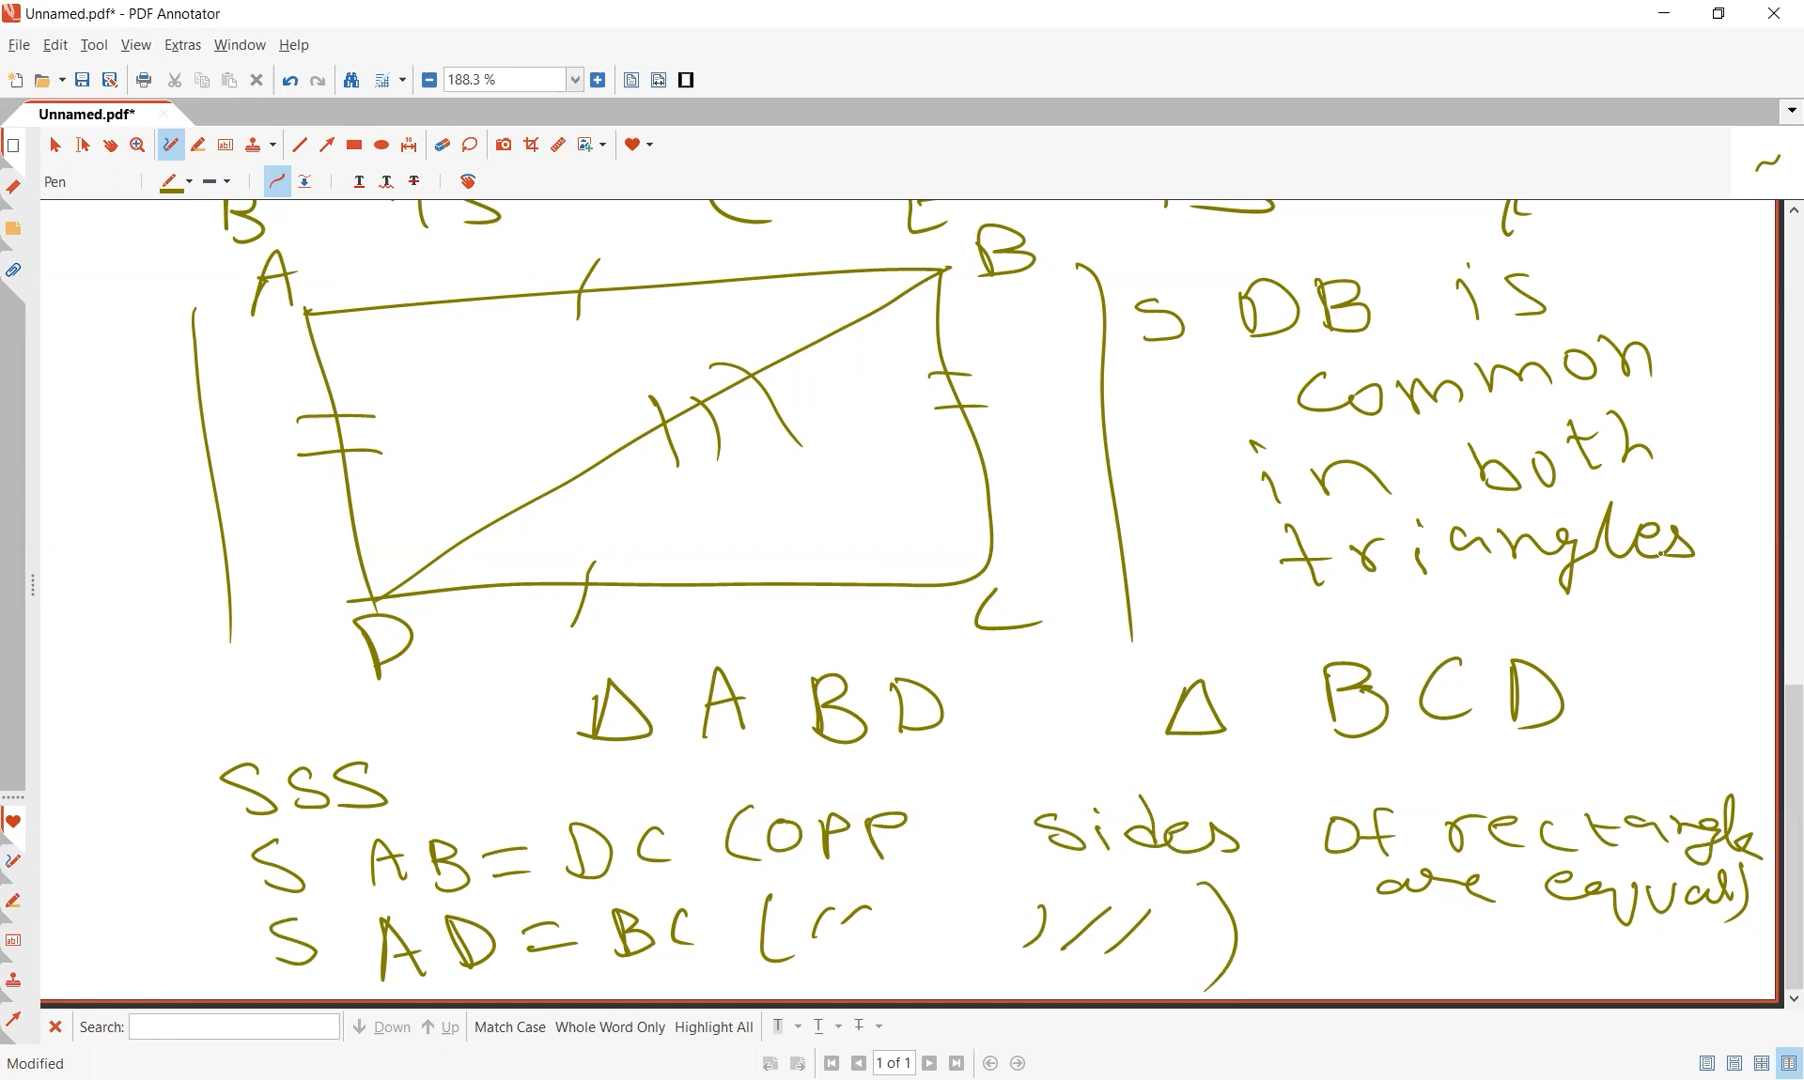 Unnamed.pdf* - PDF Annotator
File Edit Tool View Extras Window Help
188.3 %
Unnamed.pdf*
Pen
B is
A
B
S DB is
common
in both
triangles
D
C
Δ ABD Δ BCD
SSS
S AB = DC (opp sides of rectangle
are equal)
S AD = BC (〃 ,,,, )
Search: Down Up Match Case Whole Word Only Highlight All
Modified
1 of 1